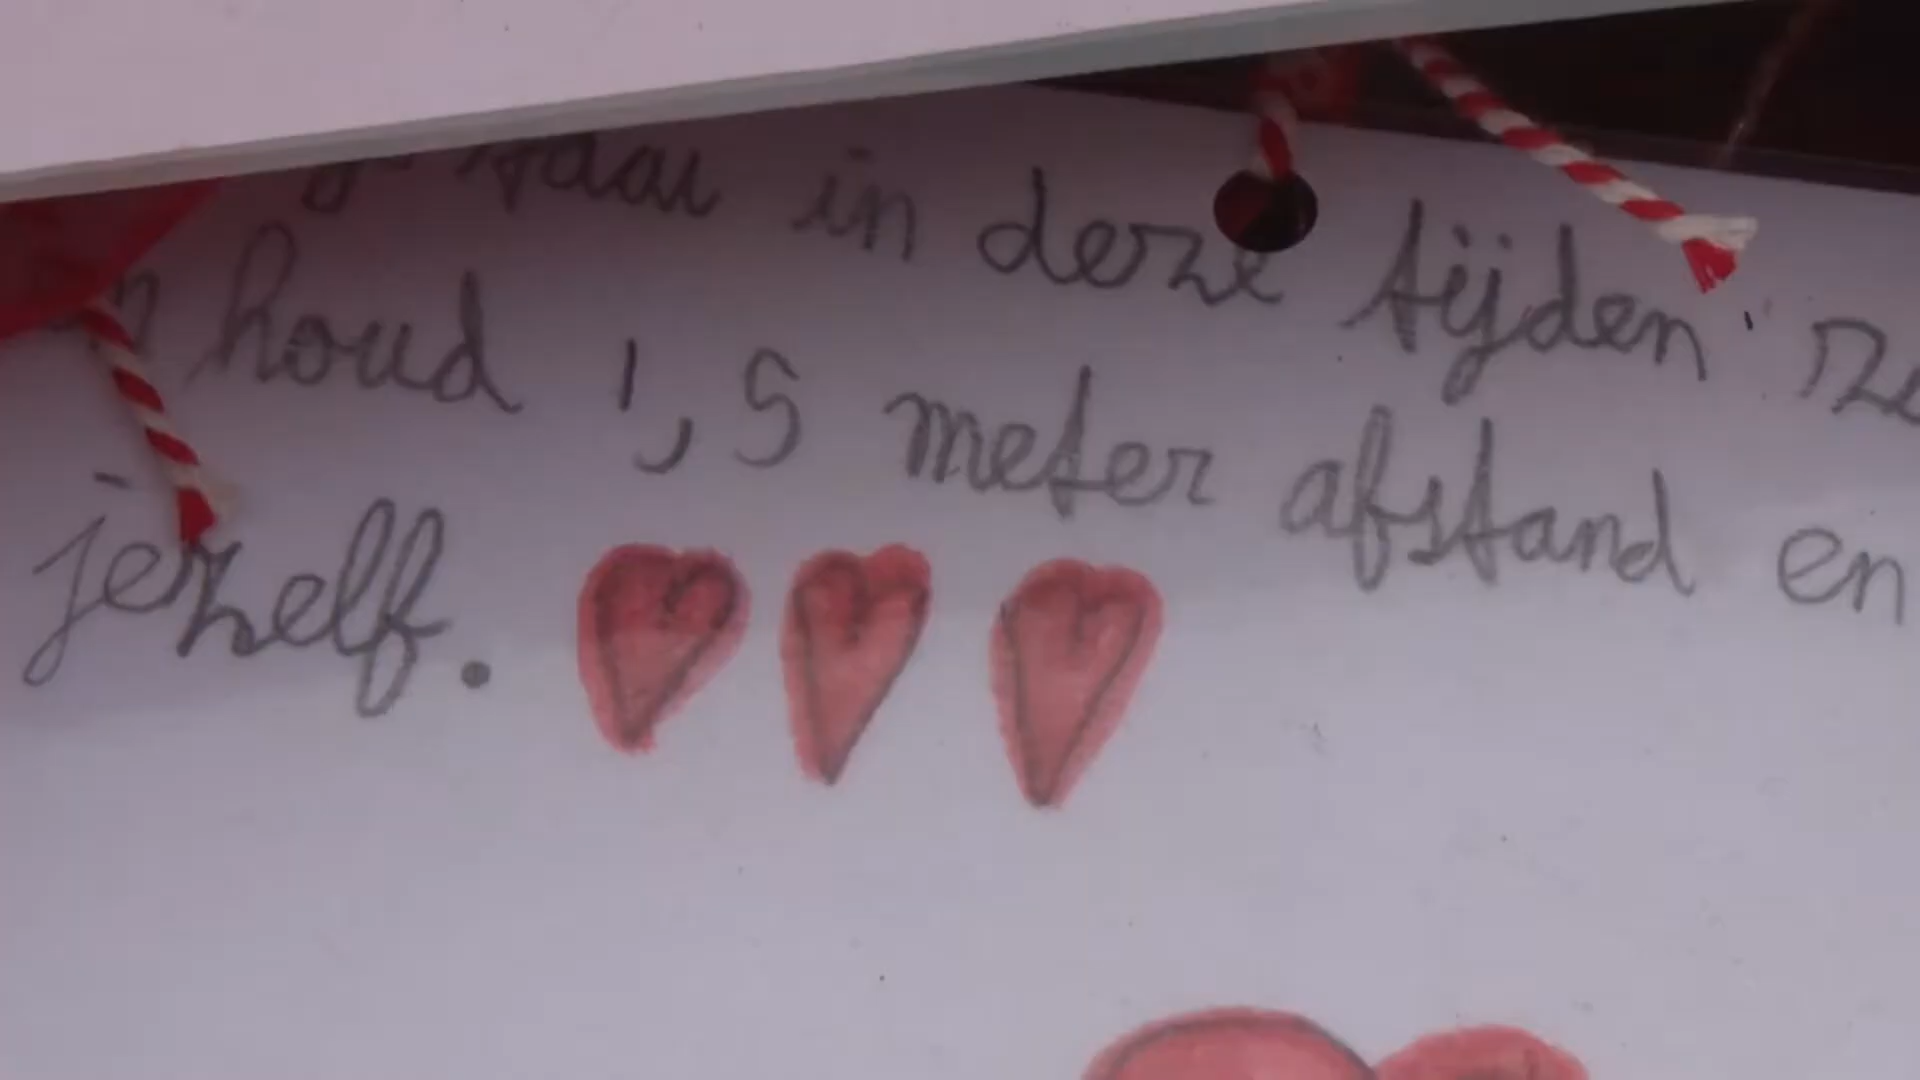 in deze tijden
houd 1,5 meter afstand en
jezelf.